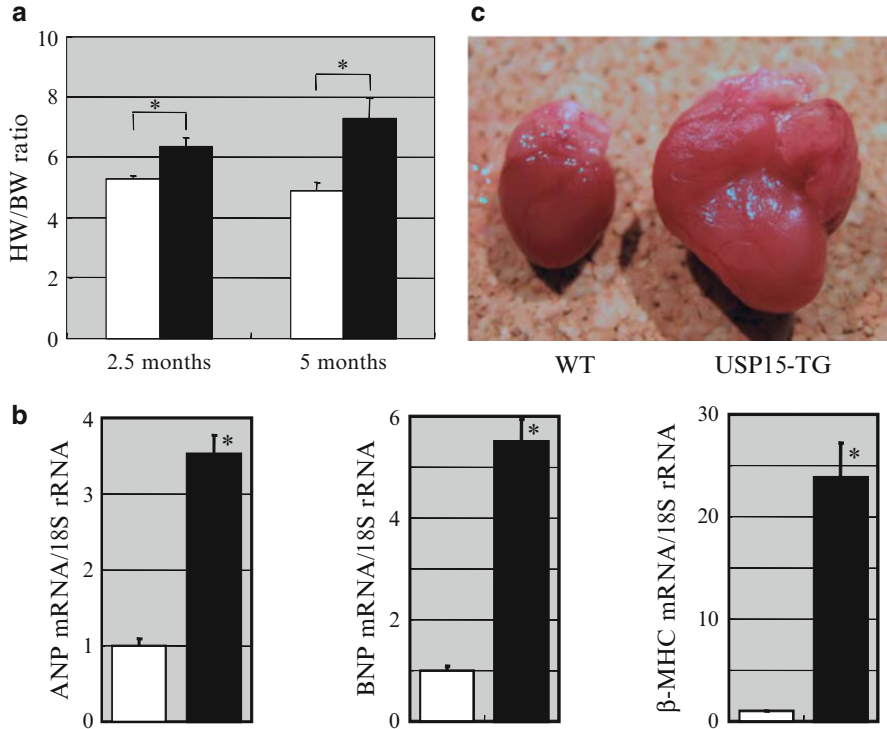 a
10
8
6
4
2
0
HW/BW ratio
*
*
2.5 months
5 months
c
WT
USP15-TG
b
4
3
2
1
0
ANP mRNA/18S rRNA
*
6
4
2
0
BNP mRNA/18S rRNA
*
30
20
10
0
β-MHC mRNA/18S rRNA
*